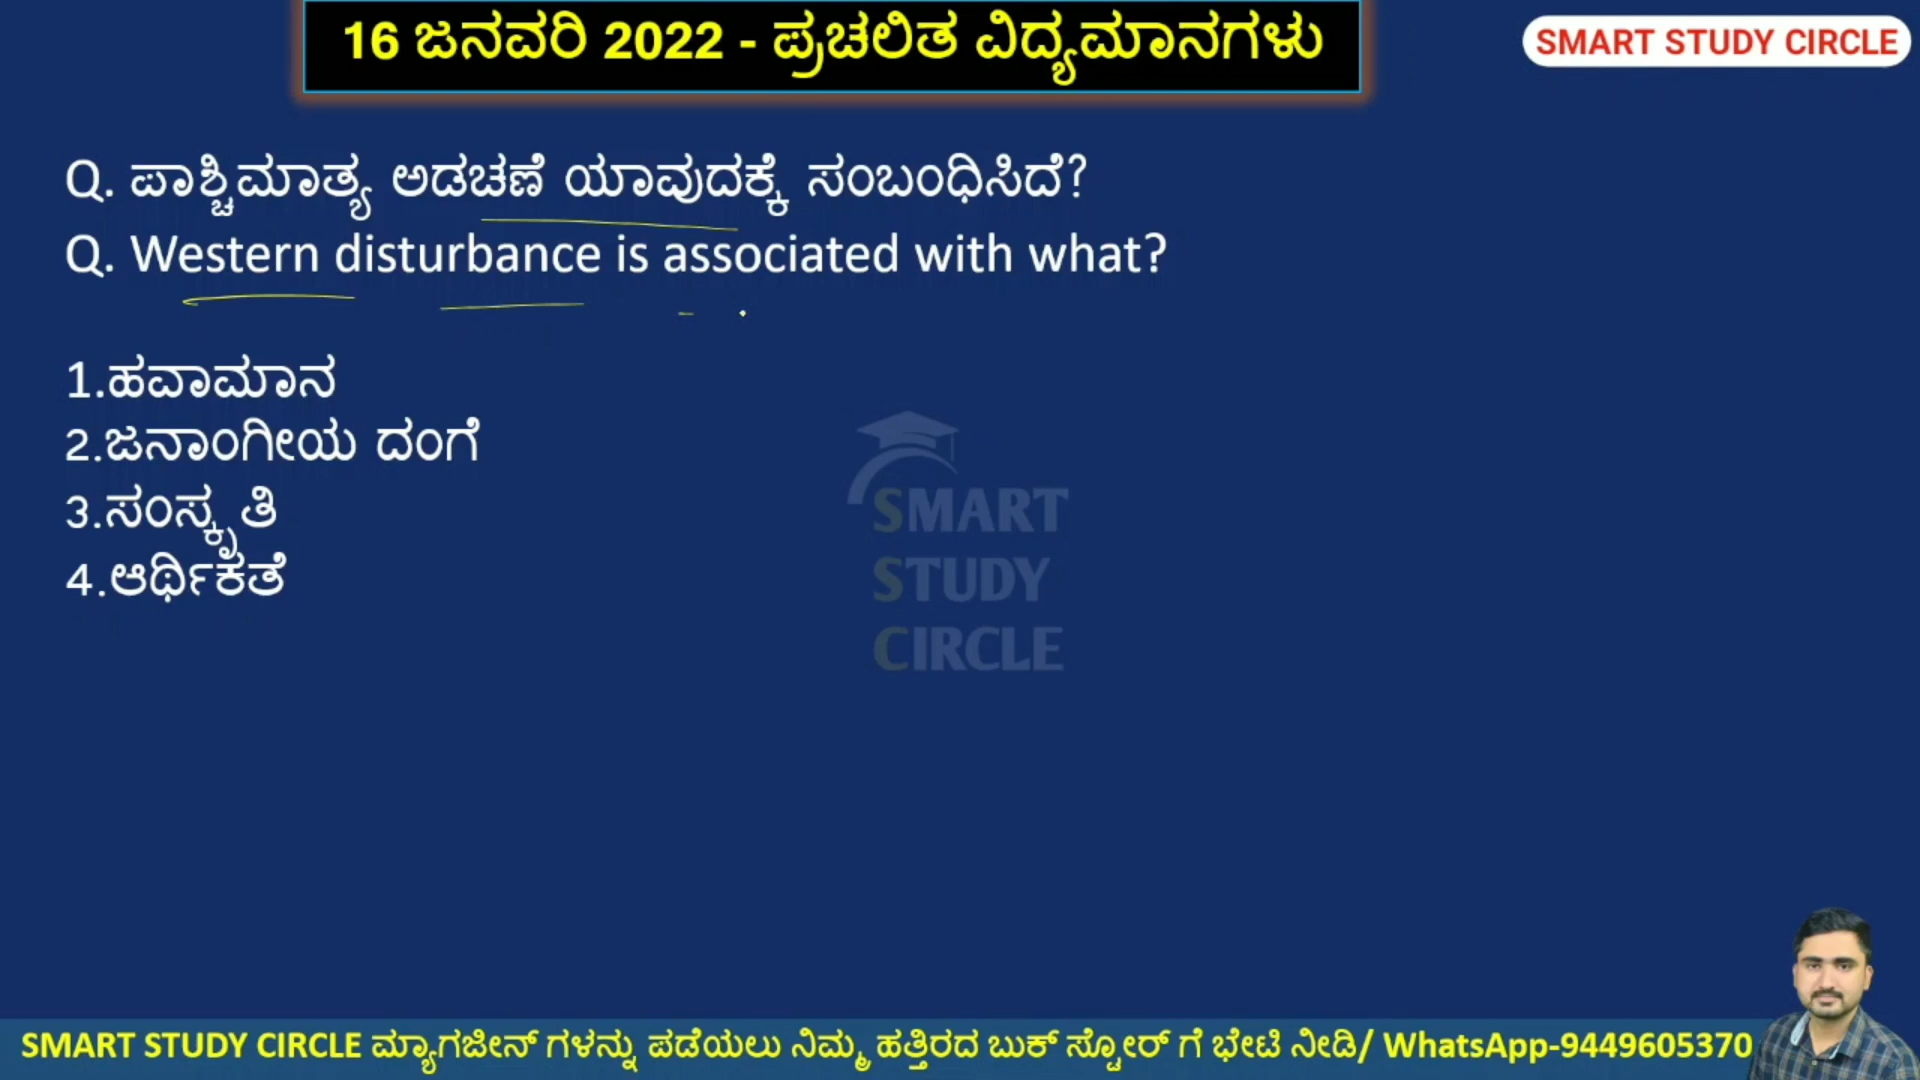 16 ಜನವರಿ 2022 - ಪ್ರಚಲಿತ ವಿದ್ಯಮಾನಗಳು
SMART STUDY CIRCLE
Q. ಪಾಶ್ಚಿಮಾತ್ಯ ಅಡಚಣೆ ಯಾವುದಕ್ಕೆ ಸಂಬಂಧಿಸಿದೆ?
Q. Western disturbance is associated with what?
1.ಹವಾಮಾನ
2.ಜನಾಂಗೀಯ ದಂಗೆ
3.ಸಂಸ್ಕೃತಿ
4.ಆರ್ಥಿಕತೆ
SMART
STUDY
CIRCLE
SMART STUDY CIRCLE ಮ್ಯಾಗಜೀನ್ ಗಳನ್ನು ಪಡೆಯಲು ನಿಮ್ಮ ಹತ್ತಿರದ ಬುಕ್ ಸ್ಟೋರ್ ಗೆ ಭೇಟಿ ನೀಡಿ/ WhatsApp-9449605370